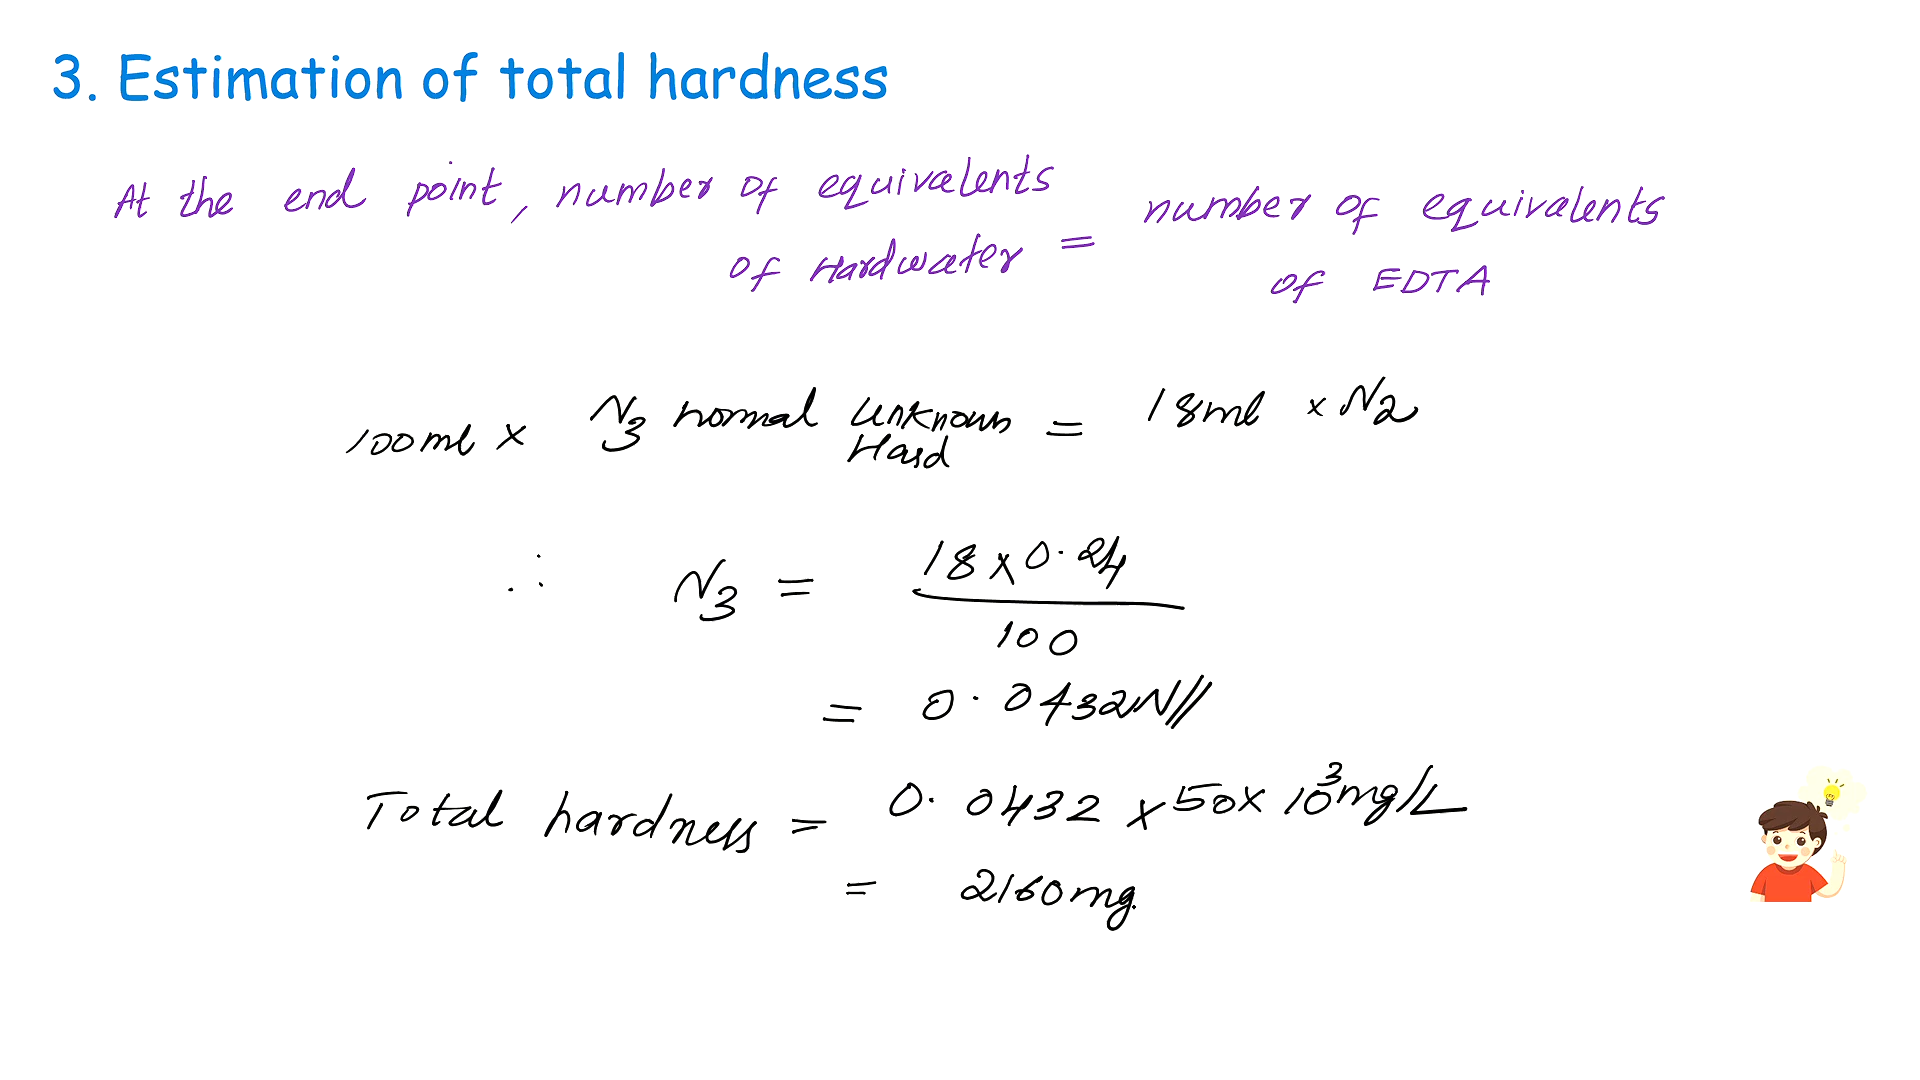 3. Estimation of total hardness
At the end point, number of equivalents of Hardwater = number of equivalents of EDTA
100ml × N3 normal unknown Hard = 18ml × N2
∴ N3 = 18 × 0.24 / 100
= 0.0432N//
Total hardness = 0.0432 × 50 × 10³ mg/L
= 2160mg.